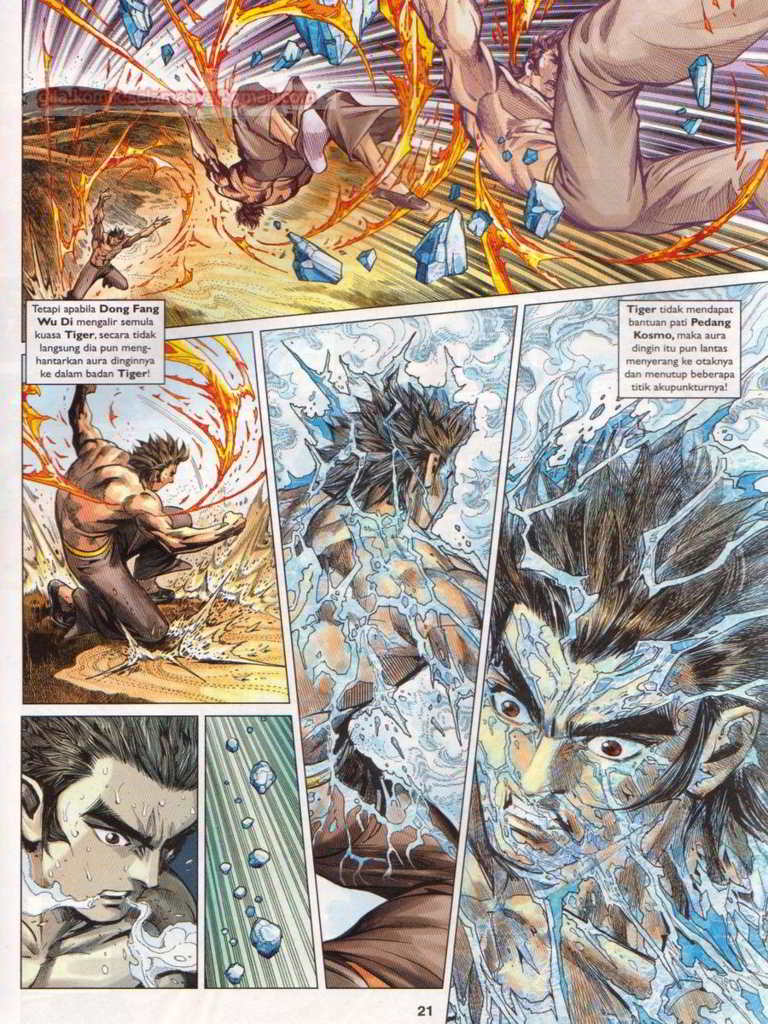 Tetapi apabila Dong Fang
Wu Di mengalir semula
kuasa Tiger, secara tidak
langsung dia pun meng-
hantarkan aura dinginnya
ke dalam badan Tiger!
Tiger tidak mendapat
bantuan pati Pedang
Kosmo, maka aura
dingin itu pun lantas
menyerang ke otaknya
dan menutup beberapa
titik akupunkturnya!
21